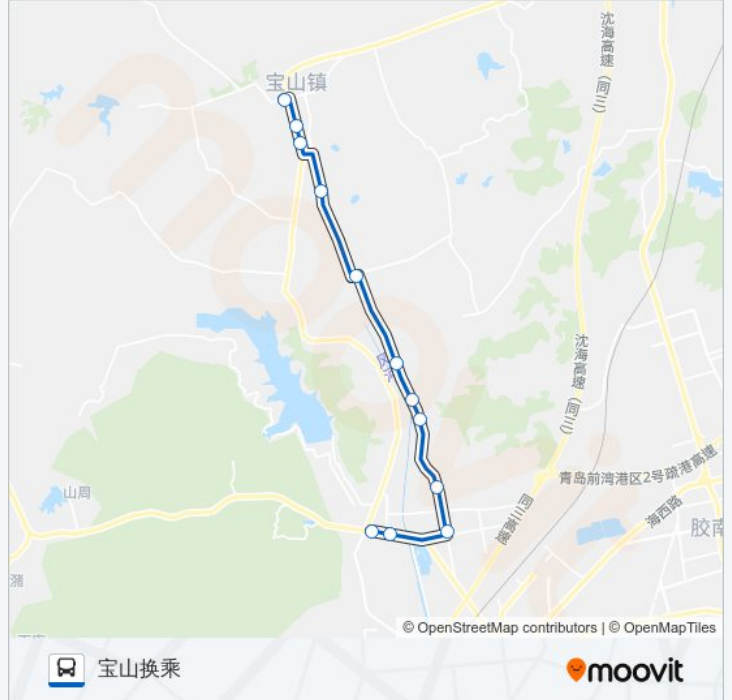 沈海高速（同三）
宝山镇
沈海高速（同三）
青岛前湾港区2号疏港高速
山周
同三高速
海西路
胶南
© OpenStreetMap contributors | © OpenMapTiles
宝山换乘
moovit